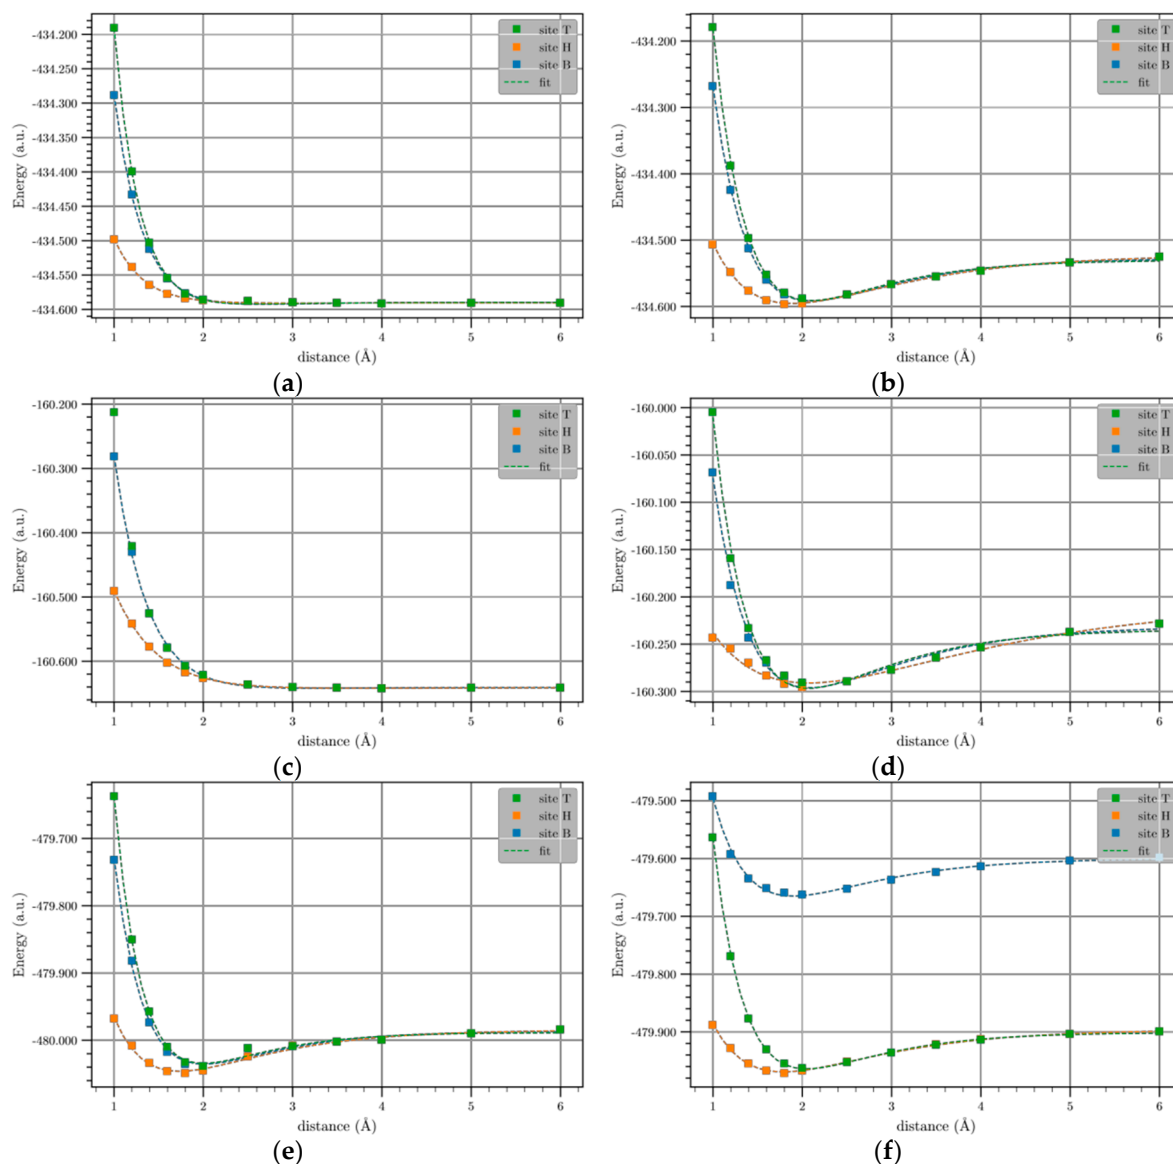 -434.200
-434.250
-434.300
-434.350
-434.400
-434.450
-434.500
-434.550
-434.600
Energy (a.u.)
site T
site H
site B
fit
1 2 3 4 5 6
distance (Å)
(a)
-434.200
-434.300
-434.400
-434.500
-434.600
Energy (a.u.)
site T
site H
site B
fit
1 2 3 4 5 6
distance (Å)
(b)
-160.200
-160.300
-160.400
-160.500
-160.600
Energy (a.u.)
site T
site H
site B
fit
1 2 3 4 5 6
distance (Å)
(c)
-160.000
-160.050
-160.100
-160.150
-160.200
-160.250
-160.300
Energy (a.u.)
site T
site H
site B
fit
1 2 3 4 5 6
distance (Å)
(d)
-479.700
-479.800
-479.900
-480.000
Energy (a.u.)
site T
site H
site B
fit
1 2 3 4 5 6
distance (Å)
(e)
-479.500
-479.600
-479.700
-479.800
-479.900
Energy (a.u.)
site T
site H
site B
fit
1 2 3 4 5 6
distance (Å)
(f)